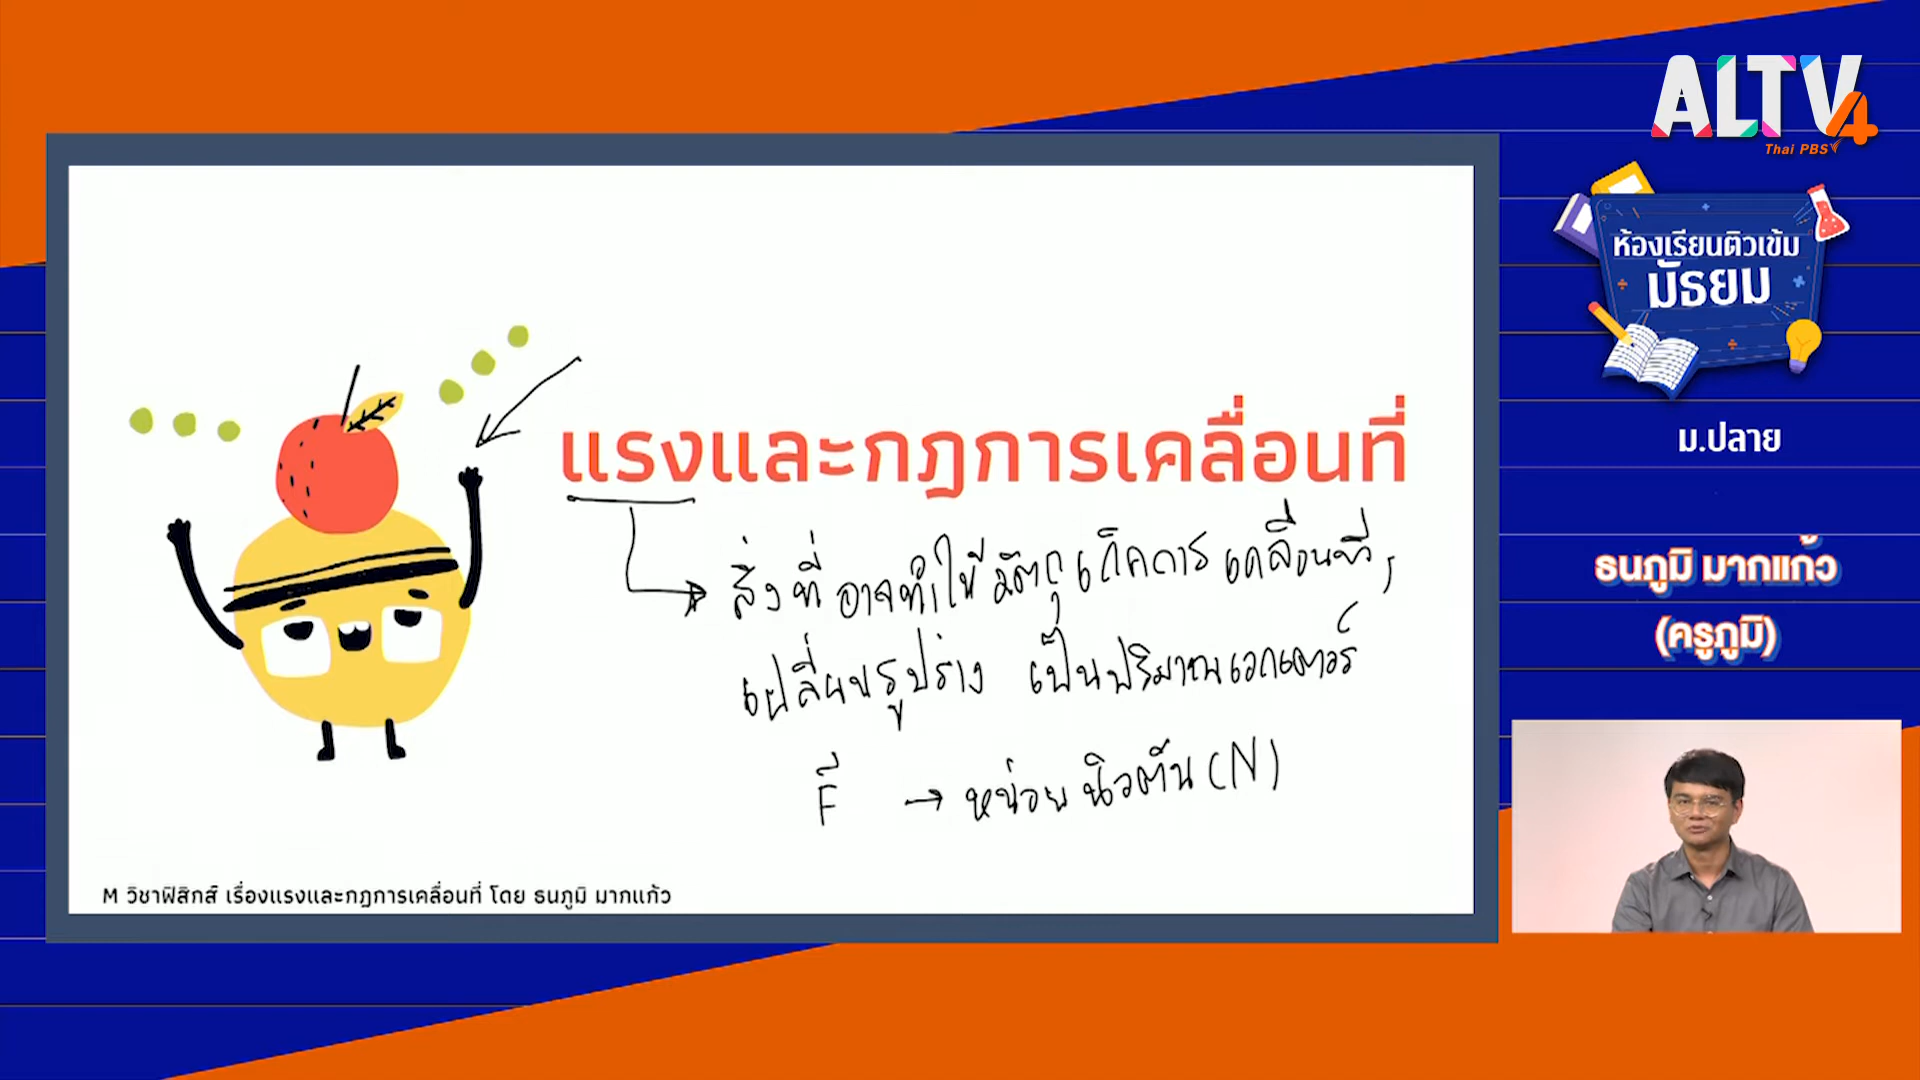 ALTV4
Thai PBS
ห้องเรียนติวเข้ม
มัธยม
ม.ปลาย
ธนภูมิ มากแก้ว
(ครูภูมิ)
แรงและกฎการเคลื่อนที่
สิ่งที่อาจทำให้วัตถุเกิดการเคลื่อนที่,
เปลี่ยนรูปร่าง เป็นปริมาณเวกเตอร์
F → หน่วยนิวตัน (N)
M วิชาฟิสิกส์ เรื่องแรงและกฎการเคลื่อนที่ โดย ธนภูมิ มากแก้ว